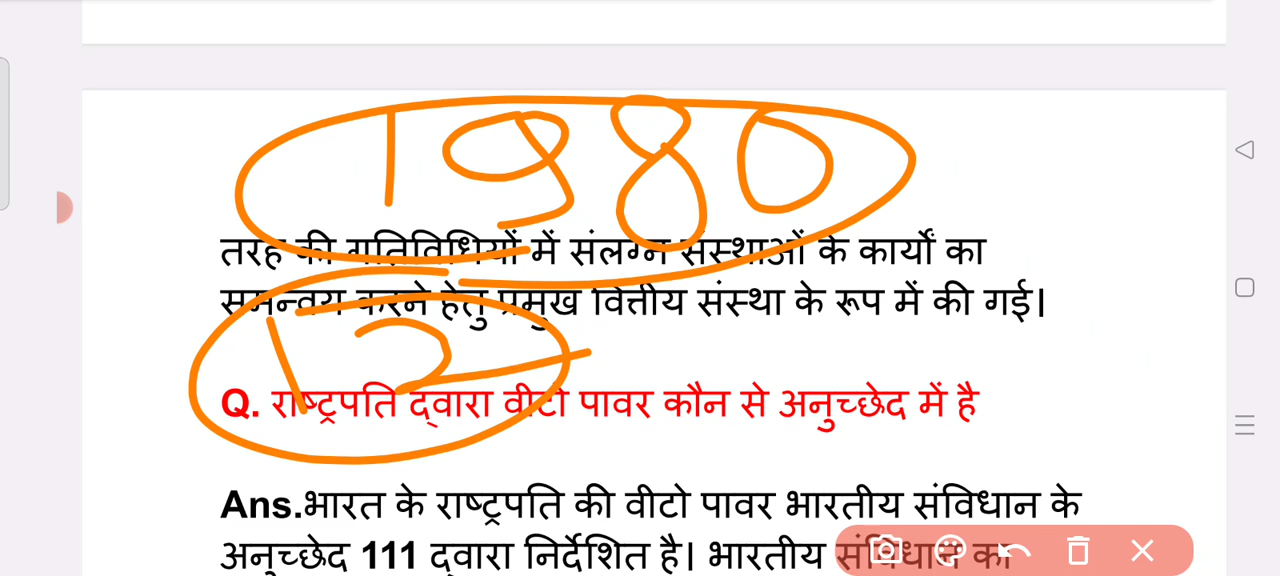 1980
तरह की गतिविधियों में संलग्न संस्थाओं के कार्यों का
समन्वय करने हेतु प्रमुख वित्तीय संस्था के रूप में की गई।
12
Q. राष्ट्रपति द्वारा वीटो पावर कौन से अनुच्छेद में है
Ans.भारत के राष्ट्रपति की वीटो पावर भारतीय संविधान के
अनुच्छेद 111 द्वारा निर्देशित है। भारतीय संविधान का